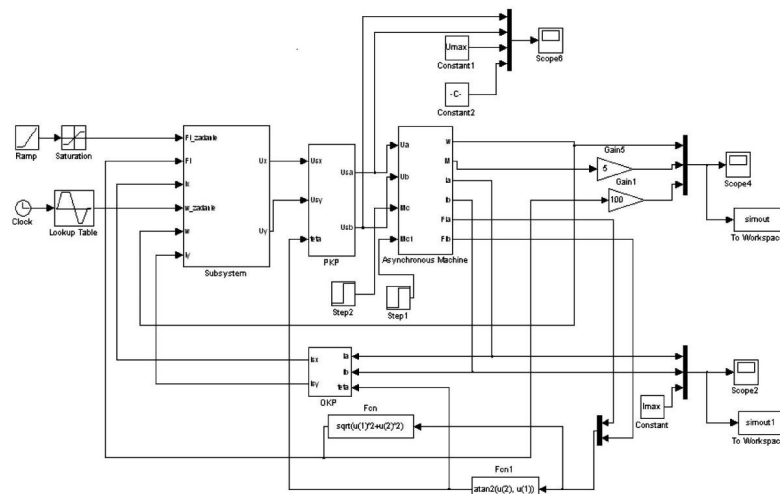 Umax
Constant1
-C-
Constant2
Scope6
Ramp
Saturation
Clock
Lookup Table
Fi_zadanie
Fi
Ix
w_zadanie
w
Iy
Ux
Uy
Subsystem
Usx
Usy
teta
Usa
Usb
PKP
Ua
Ub
Mc
Mc1
w
M
Ia
Ib
Fia
Fib
Asynchronous Machine
Step2
Step1
Gain5
5
Gain1
100
Scope4
simout
To Workspace
Isx
Isy
Ia
Ib
teta
OKP
Scope2
Imax
Constant
simout1
To Workspace
Fcn
sqrt(u(1)^2+u(2)^2)
Fcn1
atan2(u(2), u(1))